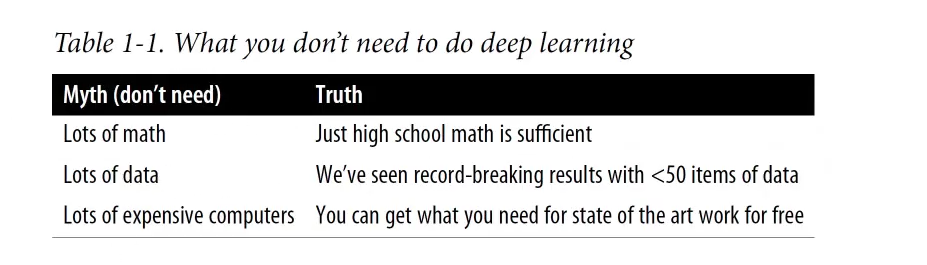 Table 1-1. What you don't need to do deep learning
Myth (don't need) Truth
Lots of math Just high school math is sufficient
Lots of data We've seen record-breaking results with <50 items of data
Lots of expensive computers You can get what you need for state of the art work for free